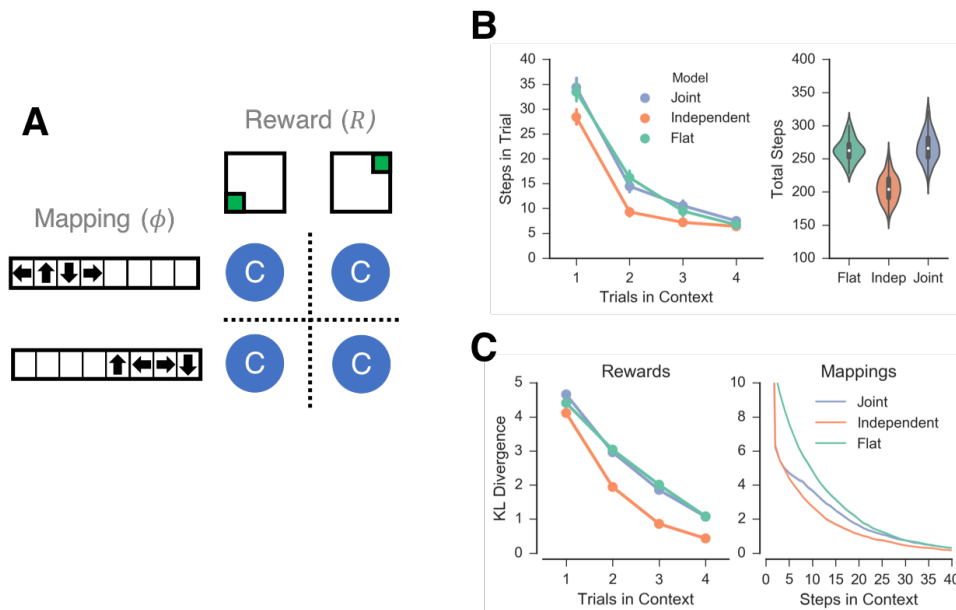 A
Reward (R)
Mapping (ϕ)
C
C
C
C
B
40
35
30
25
20
15
10
5
0
Steps in Trial
Model
Joint
Independent
Flat
1 2 3 4
Trials in Context
400
350
300
250
200
150
100
Total Steps
Flat Indep Joint
C
Rewards
5
4
3
2
1
0
KL Divergence
1 2 3 4
Trials in Context
Mappings
10
8
6
4
2
0
Joint
Independent
Flat
0 5 10 15 20 25 30 35 40
Steps in Context